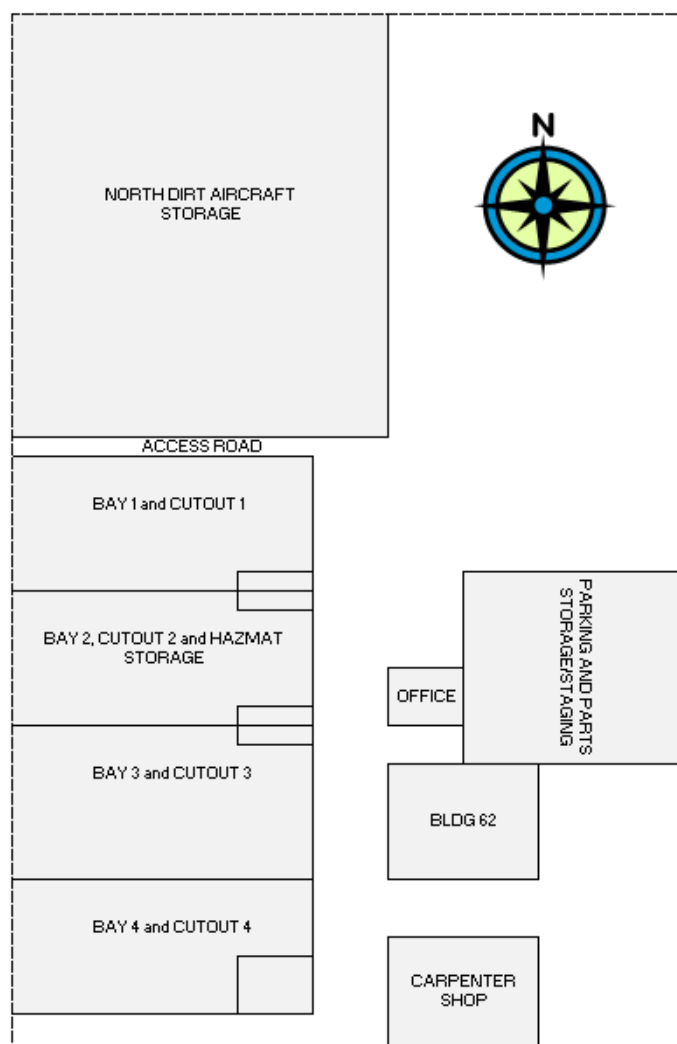 N
NORTH DIRT AIRCRAFT
STORAGE
ACCESS ROAD
BAY 1 and CUTOUT 1
BAY 2, CUTOUT 2 and HAZMAT
STORAGE
PARKING AND PARTS
STORAGE/STAGING
OFFICE
BAY 3 and CUTOUT 3
BLDG 62
BAY 4 and CUTOUT 4
CARPENTER
SHOP